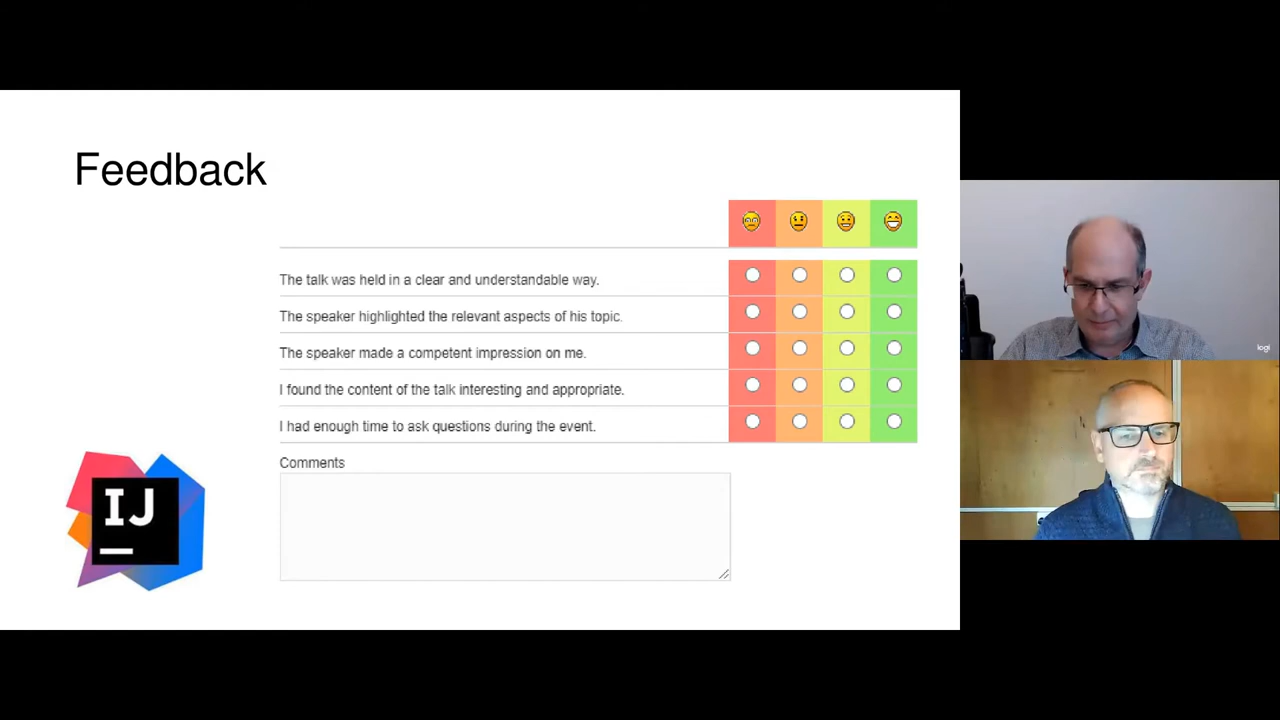 Feedback
The talk was held in a clear and understandable way.
The speaker highlighted the relevant aspects of his topic.
The speaker made a competent impression on me.
I found the content of the talk interesting and appropriate.
I had enough time to ask questions during the event.
Comments
IJ
logi